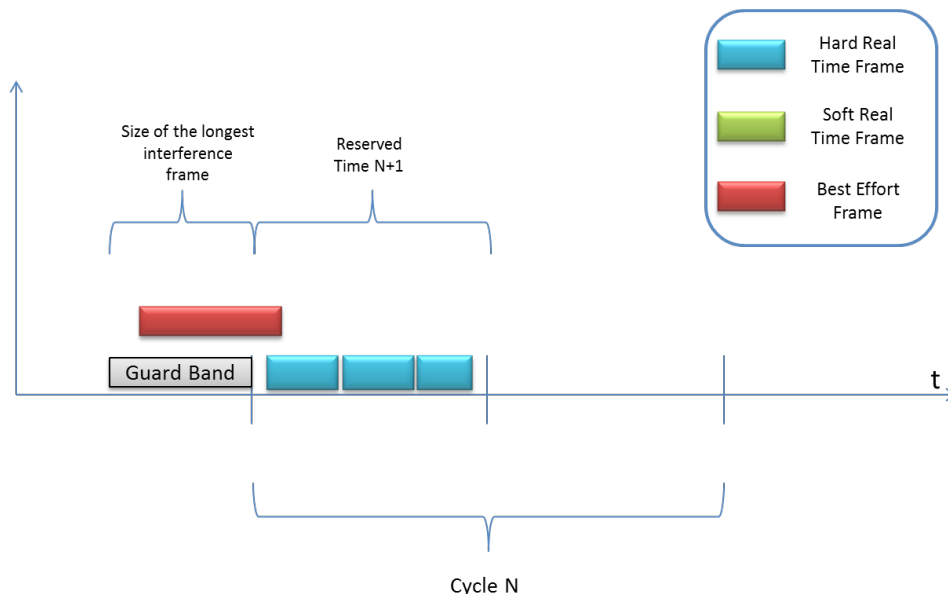 Hard Real
Time Frame
Soft Real
Time Frame
Best Effort
Frame
Size of the longest
interference
frame
Reserved
Time N+1
Guard Band
t
Cycle N